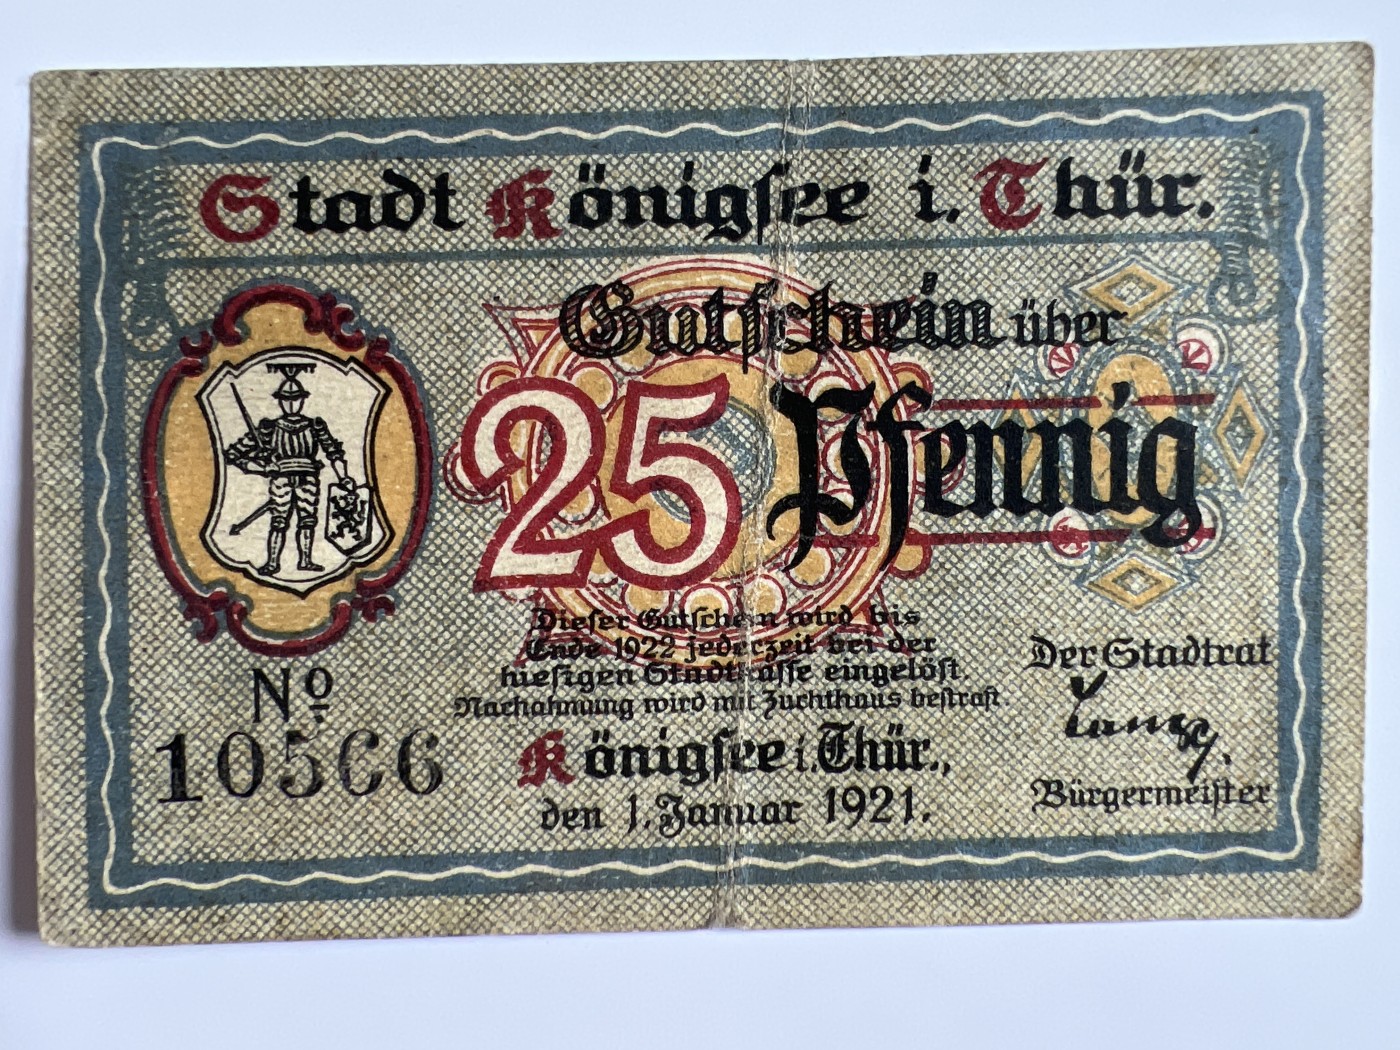 Stadt Königsee i. Thür.
Gutschein über
25 Pfennig
Dieser Gutschein wird bis
Ende 1922 jederzeit bei der
hiesigen Stadtkasse eingelöst.
Nachahmung wird mit Zuchthaus bestraft.
Königsee i. Thür.,
den 1. Januar 1921.
No
10566
Der Stadtrat
Bürgermeister